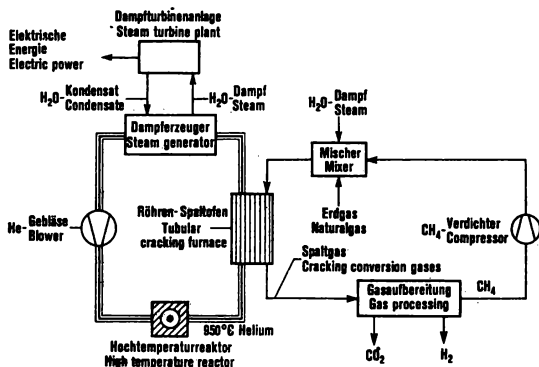 Dampfturbinenanlage
Steam turbine plant
Elektrische
Energie
Electric power
H₂O-Kondensat
Condensate
H₂O-Dampf
Steam
Dampferzeuger
Steam generator
H₂O-Dampf
Steam
Mischer
Mixer
Erdgas
Naturalgas
Röhren-Spaltofen
Tubular
cracking furnace
He-Gebläse
Blower
CH₄-Verdichter
Compressor
Spaltgas
Cracking conversion gases
Gasaufbereitung
Gas processing
CH₄
950°C Helium
Hochtemperaturreaktor
High temperature reactor
CO₂
H₂